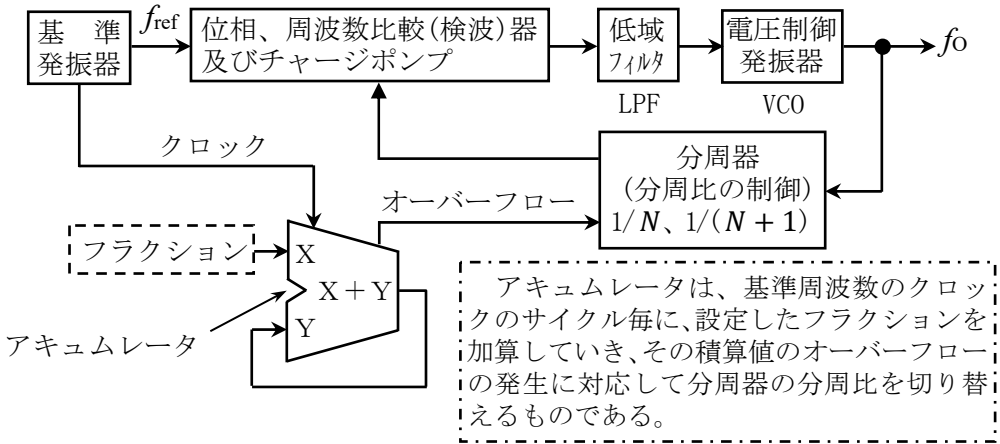 基 準
発振器
fref
位相、周波数比較(検波)器
及びチャージポンプ
低域
フィルタ
LPF
電圧制御
発振器
VCO
fo
クロック
分周器
(分周比の制御)
1/N、1/(N + 1)
オーバーフロー
フラクション
X
X+Y
Y
アキュムレータ
アキュムレータは、基準周波数のクロッ
クのサイクル毎に、設定したフラクションを
加算していき、その積算値のオーバーフロー
の発生に対応して分周器の分周比を切り替
えるものである。